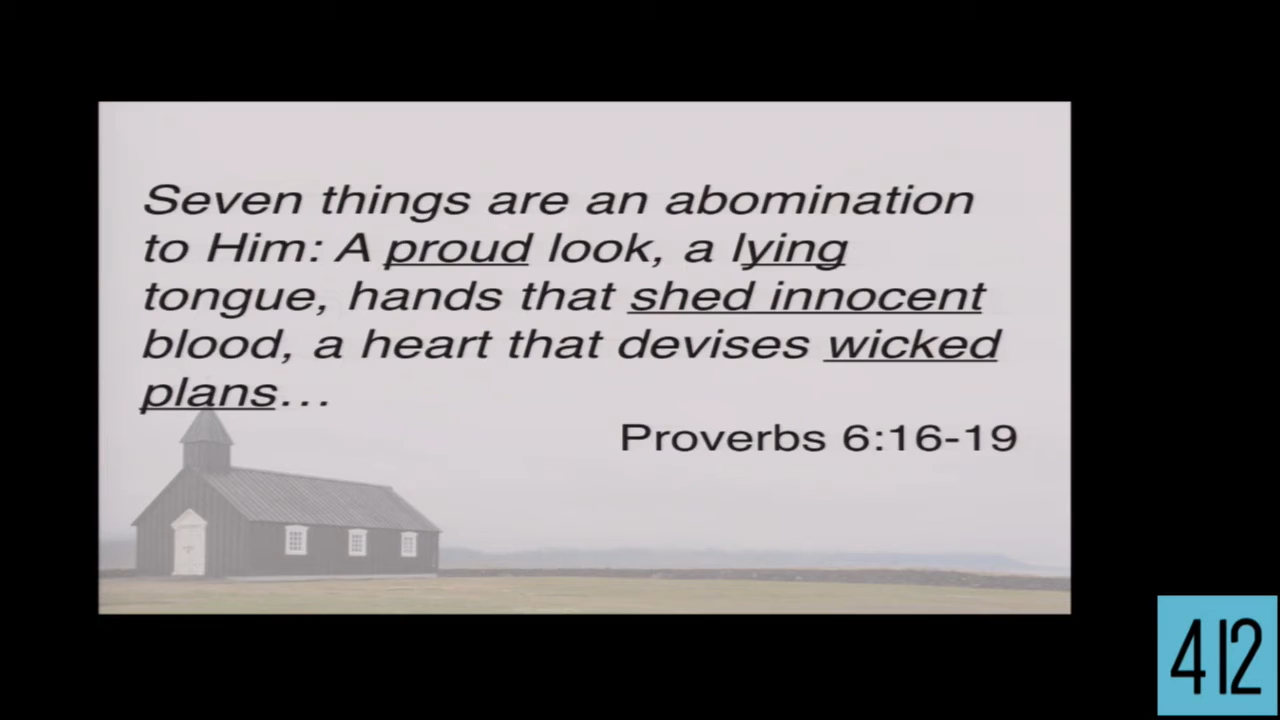 Seven things are an abomination
to Him: A proud look, a lying
tongue, hands that shed innocent
blood, a heart that devises wicked
plans...
Proverbs 6:16-19
412